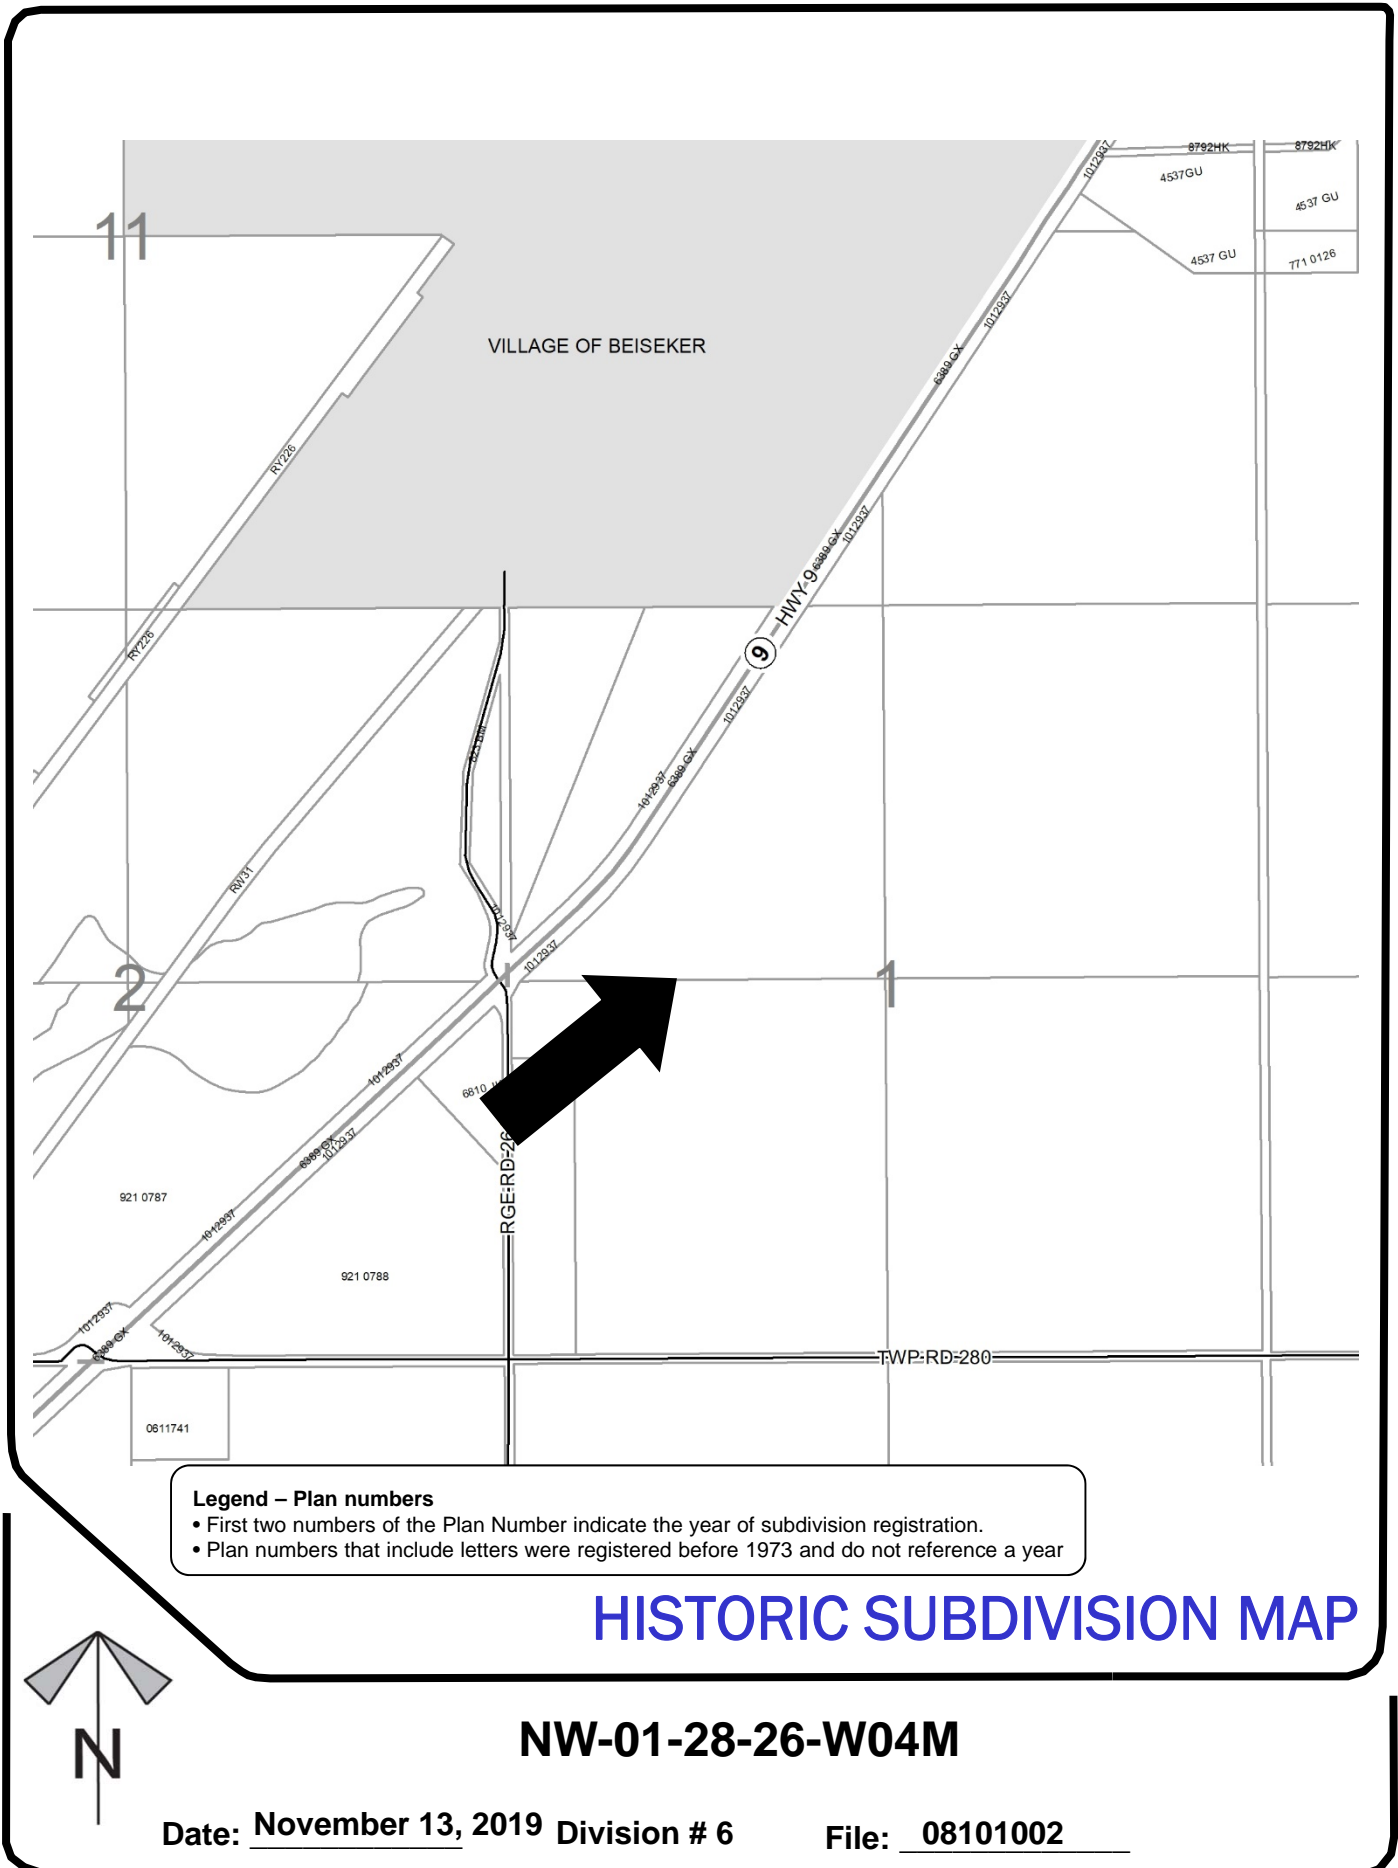 8792HK
8792HK
1012937
4537GU
4537 GU
11
4537 GU
771 0126
1012937
VILLAGE OF BEISEKER
6389 GX
RY226
1012937
6389 GX
HWY 9
RY226
9
1012937
623 BM
6389 GX
1012937
RW31
1012937
1012937
2
1
1012937
6810
6389 GX
1012937
RGE RD 26
921 0787
1012937
921 0788
1012937
6389 GX
1012937
TWP RD 280
0611741
Legend – Plan numbers
• First two numbers of the Plan Number indicate the year of subdivision registration.
• Plan numbers that include letters were registered before 1973 and do not reference a year
HISTORIC SUBDIVISION MAP
N
NW-01-28-26-W04M
Date: November 13, 2019 Division # 6 File: 08101002